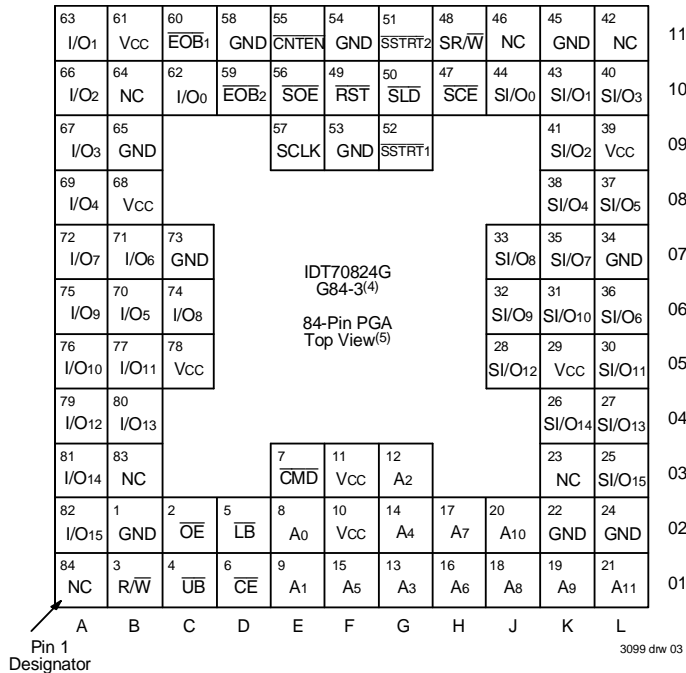 63 61 60 58 55 54 51 48 46 45 42
I/O1 VCC EOB1 GND CNTEN GND SSTRT2 SR/W NC GND NC 11
66 64 62 59 56 49 50 47 44 43 40
I/O2 NC I/O0 EOB2 SOE RST SLD SCE SI/O0 SI/O1 SI/O3 10
67 65 57 53 52 41 39
I/O3 GND SCLK GND SSTRT1 SI/O2 VCC 09
69 68 38 37
I/O4 VCC SI/O4 SI/O5 08
72 71 73 33 35 34
I/O7 I/O6 GND SI/O8 SI/O7 GND 07
IDT70824G
G84-3(4)
75 70 74 32 31 36
I/O9 I/O5 I/O8 SI/O9 SI/O10 SI/O6 06
84-Pin PGA
Top View(5)
76 77 78 28 29 30
I/O10 I/O11 VCC SI/O12 VCC SI/O11 05
79 80 26 27
I/O12 I/O13 SI/O14 SI/O13 04
81 83 7 11 12 23 25
I/O14 NC CMD VCC A2 NC SI/O15 03
82 1 2 5 8 10 14 17 20 22 24
I/O15 GND OE LB A0 VCC A4 A7 A10 GND GND 02
84 3 4 6 9 15 13 16 18 19 21
NC R/W UB CE A1 A5 A3 A6 A8 A9 A11 01
A B C D E F G H J K L
Pin 1
Designator
3099 drw 03